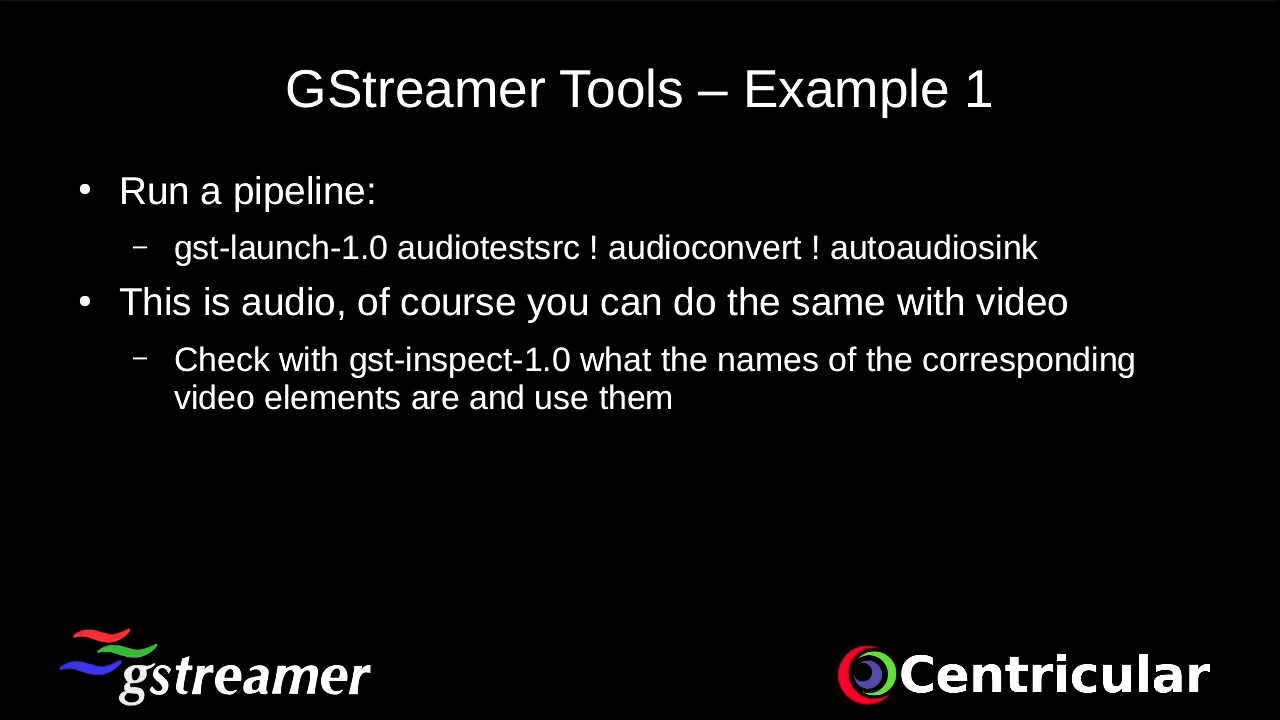 GStreamer Tools – Example 1
• Run a pipeline:
– gst-launch-1.0 audiotestsrc ! audioconvert ! autoaudiosink
• This is audio, of course you can do the same with video
– Check with gst-inspect-1.0 what the names of the corresponding
video elements are and use them
gstreamer
Centricular